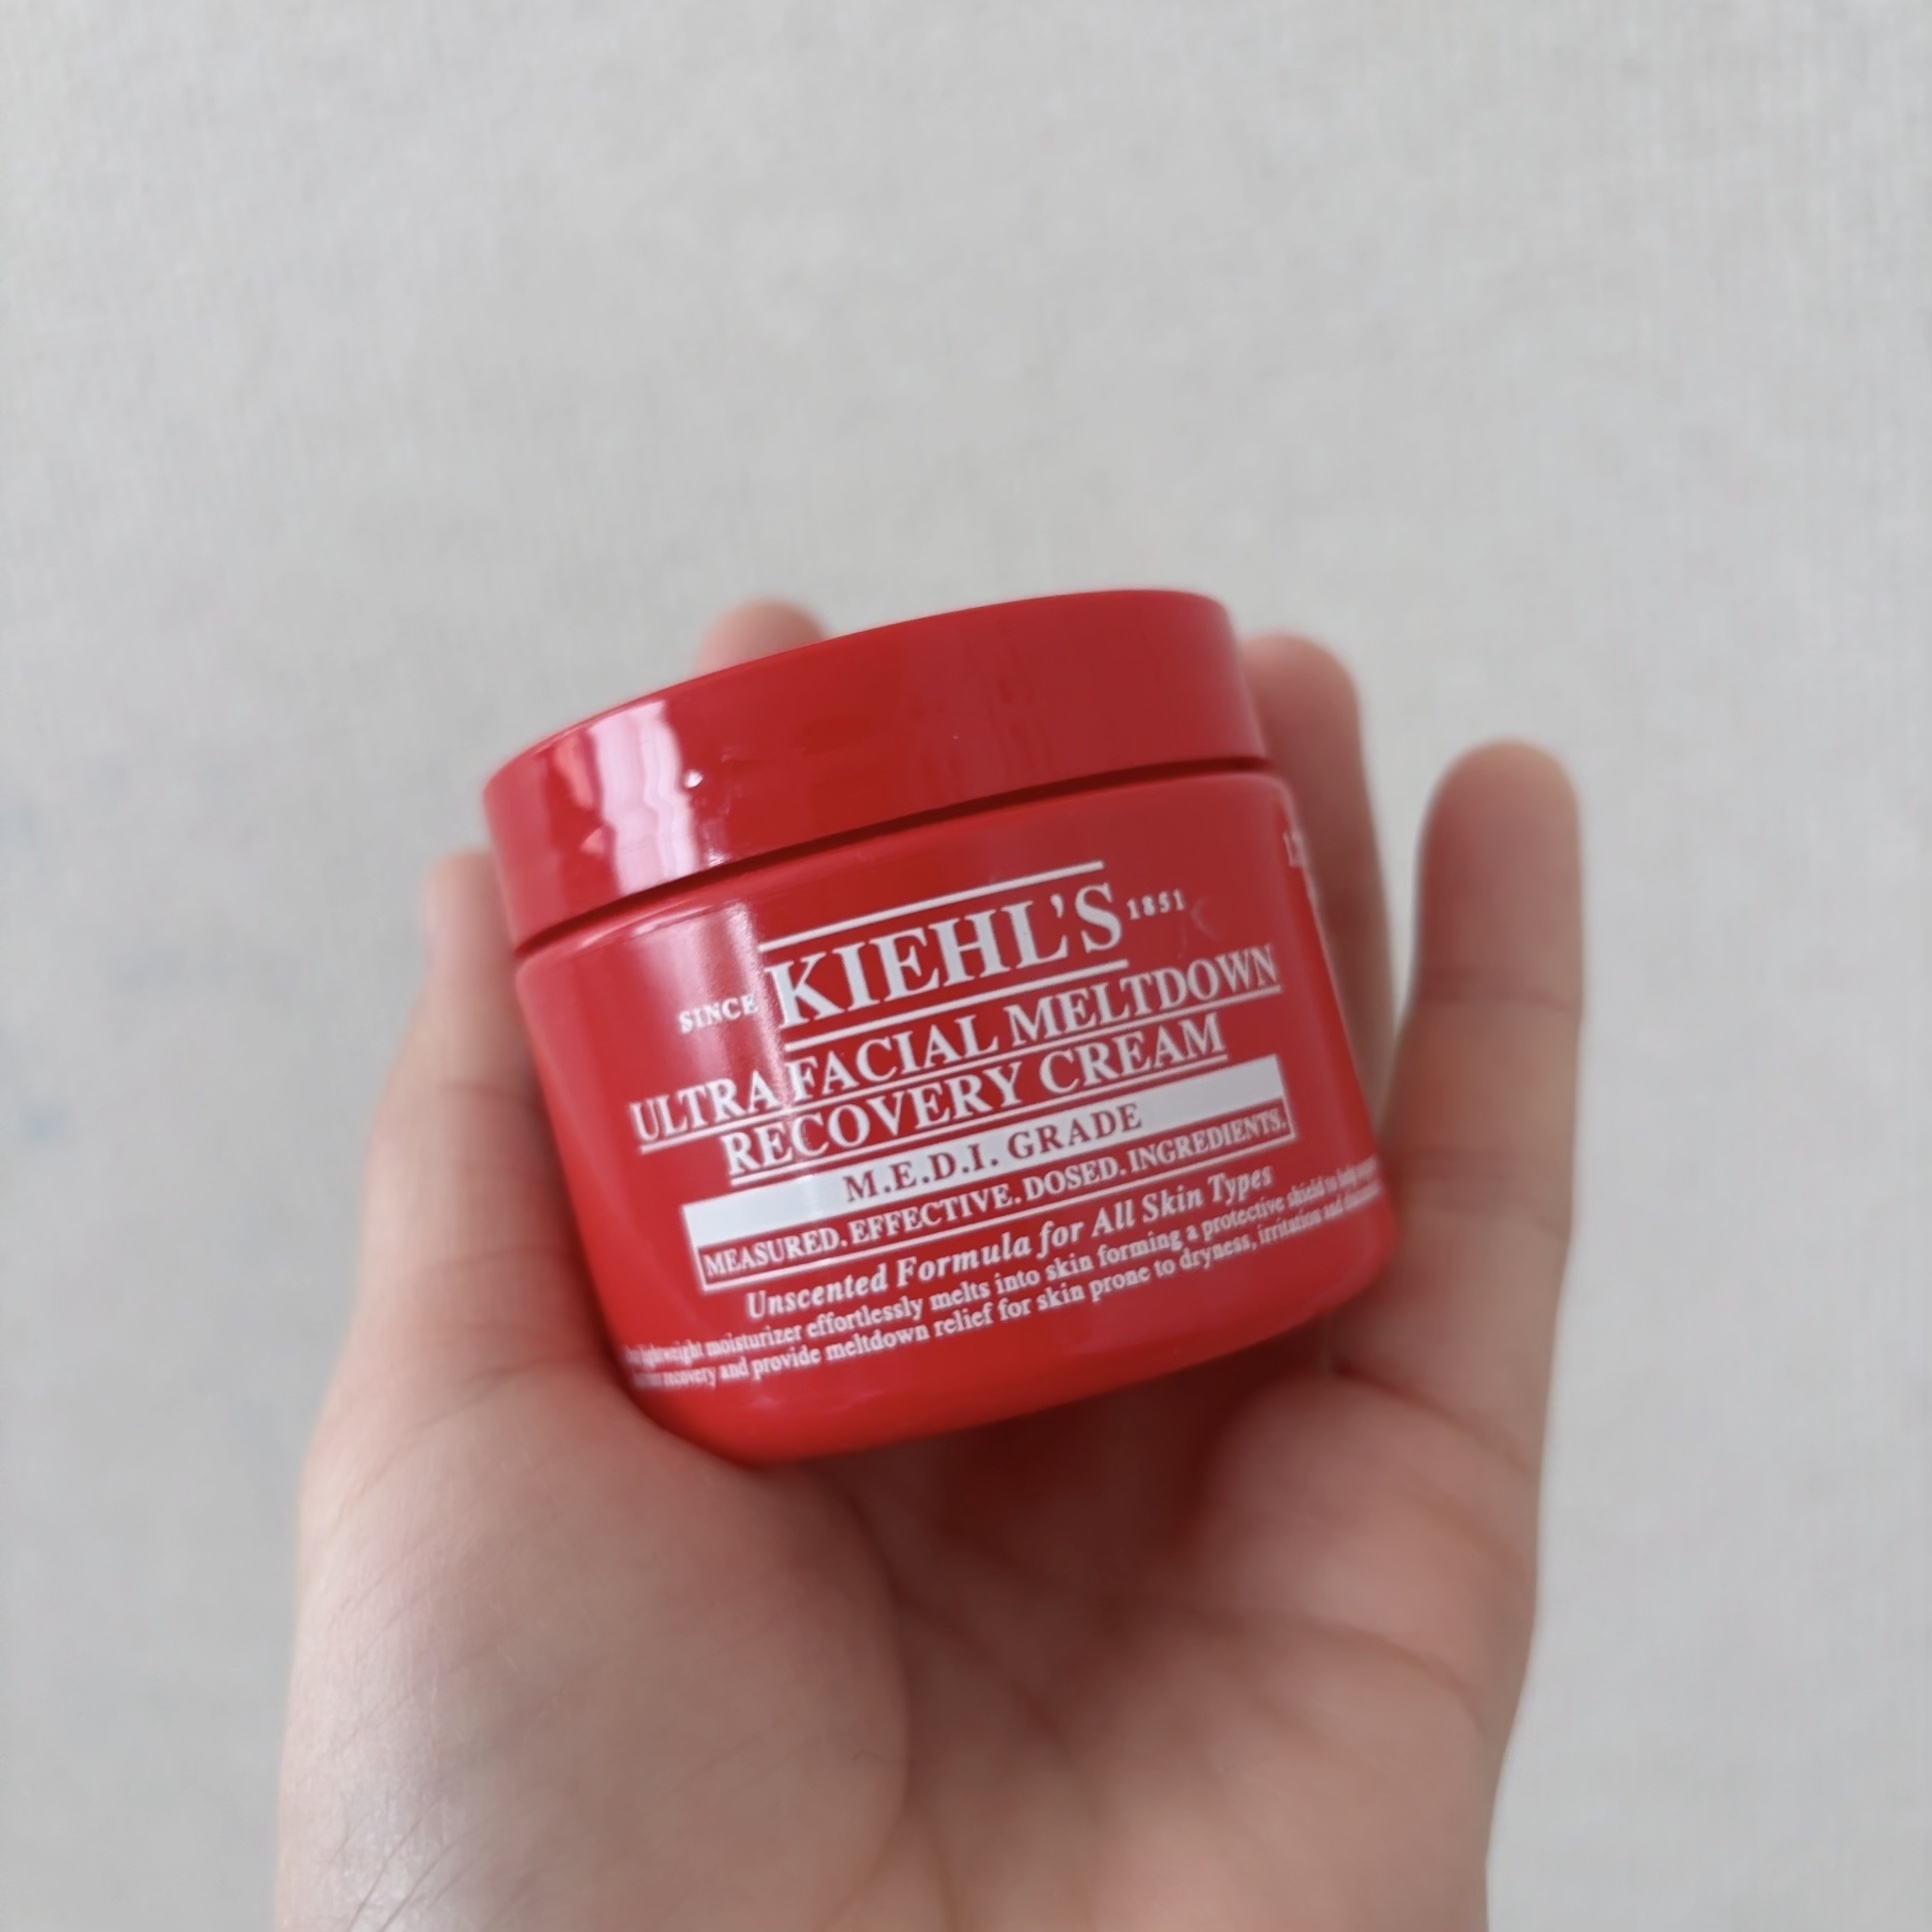 SINCE KIEHL'S 1851
ULTRA FACIAL MELTDOWN
RECOVERY CREAM
M.E.D.I. GRADE
MEASURED. EFFECTIVE. DOSED. INGREDIENTS.
Unscented Formula for All Skin Types
lightweight moisturizer effortlessly melts into skin forming a protective shield to help
recovery and provide meltdown relief for skin prone to dryness, irritation and